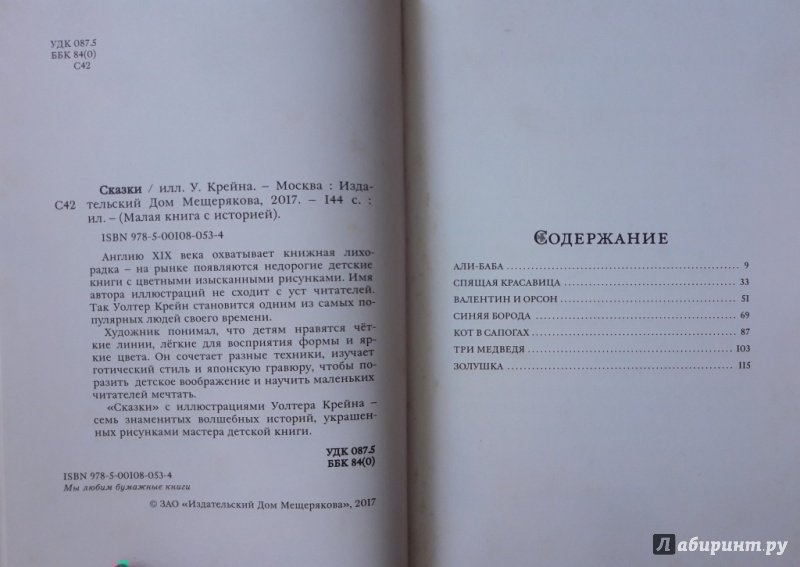 УДК 087.5
ББК 84(0)
С42
Сказки / илл. У. Крейна. – Москва : Изда-
С42 тельский Дом Мещерякова, 2017. – 144 с. :
ил. – (Малая книга с историей).
ISBN 978-5-00108-053-4
Англию XIX века охватывает книжная лихо-
радка – на рынке появляются недорогие детские
книги с цветными изысканными рисунками. Имя
автора иллюстраций не сходит с уст читателей.
Так Уолтер Крейн становится одним из самых по-
пулярных людей своего времени.
Художник понимал, что детям нравятся чёт-
кие линии, лёгкие для восприятия формы и яр-
кие цвета. Он сочетает разные техники, изучает
готический стиль и японскую гравюру, чтобы по-
разить детское воображение и научить маленьких
читателей мечтать.
«Сказки» с иллюстрациями Уолтера Крейна –
семь знаменитых волшебных историй, украшен-
ных рисунками мастера детской книги.
УДК 087.5
ББК 84(0)
ISBN 978-5-00108-053-4
Мы любим бумажные книги
© ЗАО «Издательский Дом Мещерякова», 2017
СОДЕРЖАНИЕ
АЛИ-БАБА 9
СПЯЩАЯ КРАСАВИЦА 33
ВАЛЕНТИН И ОРСОН 51
СИНЯЯ БОРОДА 69
КОТ В САПОГАХ 87
ТРИ МЕДВЕДЯ 103
ЗОЛУШКА 115
Лабиринт.ру